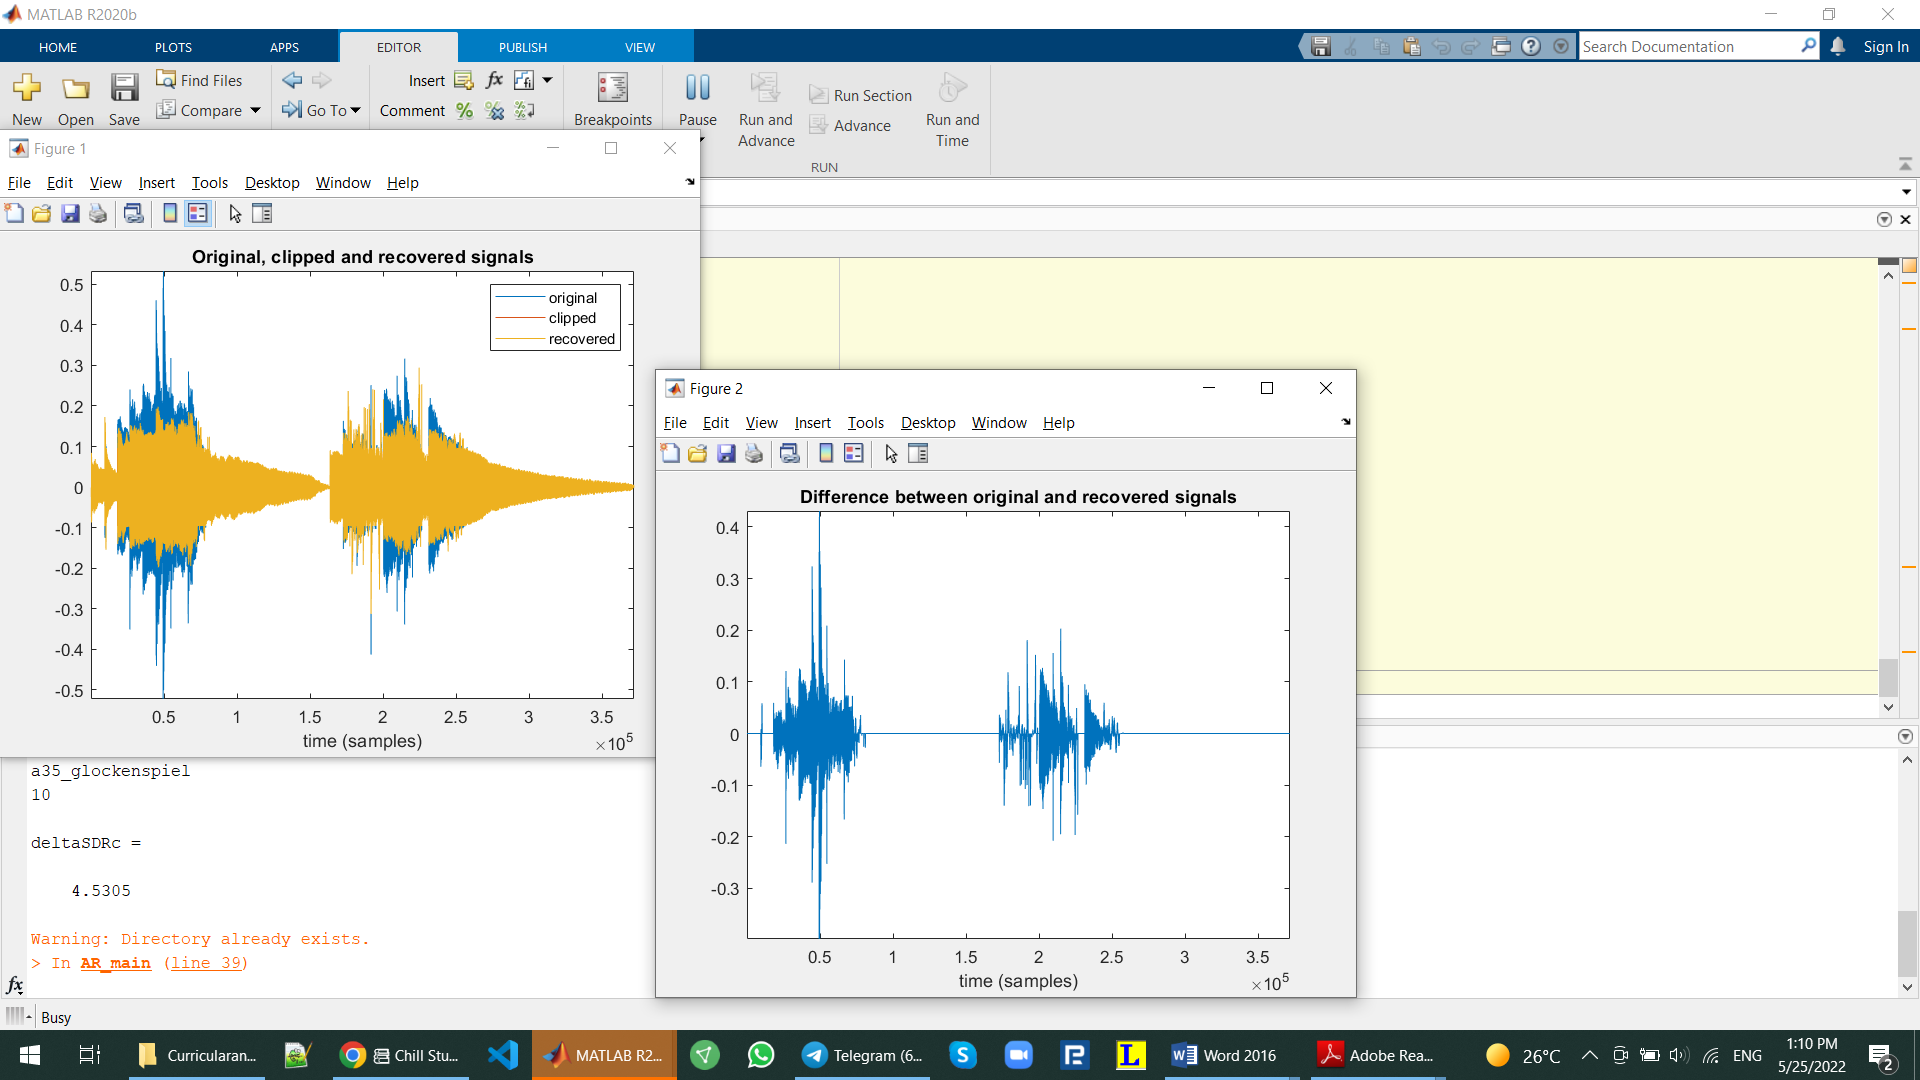 MATLAB R2020b
HOME PLOTS APPS EDITOR PUBLISH VIEW
Search Documentation
Sign In
New Open Save
Find Files
Compare
Go To
Insert fx fi
Comment
Breakpoints
Pause
Run and Advance
Run Section
Advance
Run and Time
RUN
Figure 1
File Edit View Insert Tools Desktop Window Help
Original, clipped and recovered signals
original
clipped
recovered
0.5
0.4
0.3
0.2
0.1
0
-0.1
-0.2
-0.3
-0.4
-0.5
0.5 1 1.5 2 2.5 3 3.5
time (samples)
×10^5
Figure 2
File Edit View Insert Tools Desktop Window Help
Difference between original and recovered signals
0.4
0.3
0.2
0.1
0
-0.1
-0.2
-0.3
0.5 1 1.5 2 2.5 3 3.5
time (samples)
×10^5
a35_glockenspiel
10
deltaSDRc =
4.5305
Warning: Directory already exists.
> In AR_main (line 39)
fx
Busy
Curricularan...
Chill Stu...
MATLAB R2...
Telegram (6...
Word 2016
Adobe Rea...
26°C
ENG
1:10 PM
5/25/2022
2